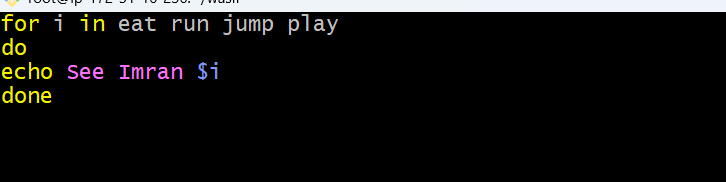 for i in eat run jump play
do
echo See Imran $i
done